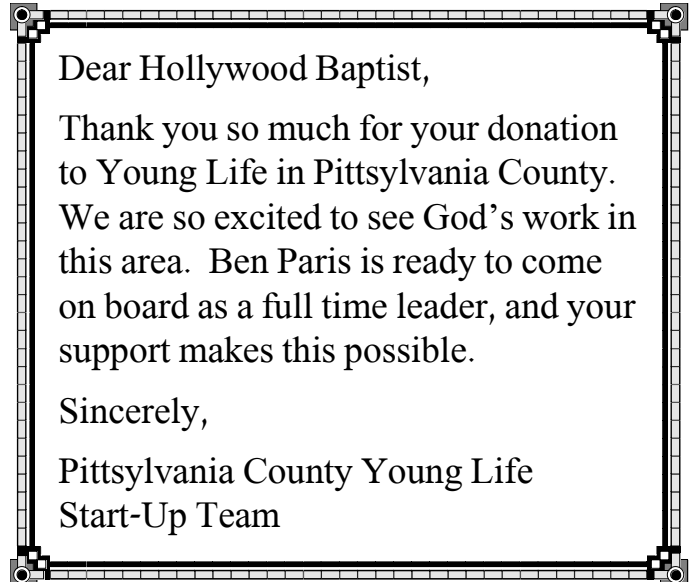 Dear Hollywood Baptist,
Thank you so much for your donation
to Young Life in Pittsylvania County.
We are so excited to see God’s work in
this area.  Ben Paris is ready to come
on board as a full time leader, and your
support makes this possible.
Sincerely,
Pittsylvania County Young Life
Start-Up Team